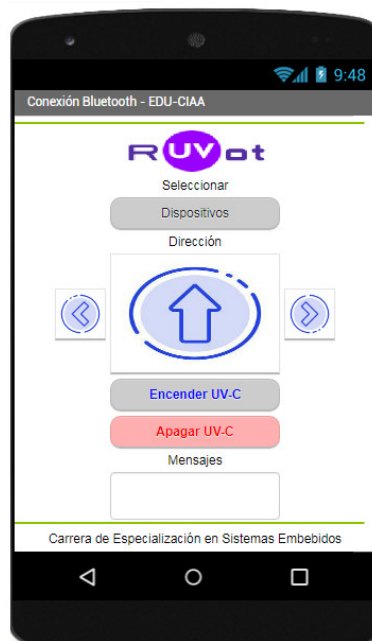 9:48
Conexión Bluetooth - EDU-CIAA
RUVot
Seleccionar
Dispositivos
Dirección
Encender UV-C
Apagar UV-C
Mensajes
Carrera de Especialización en Sistemas Embebidos